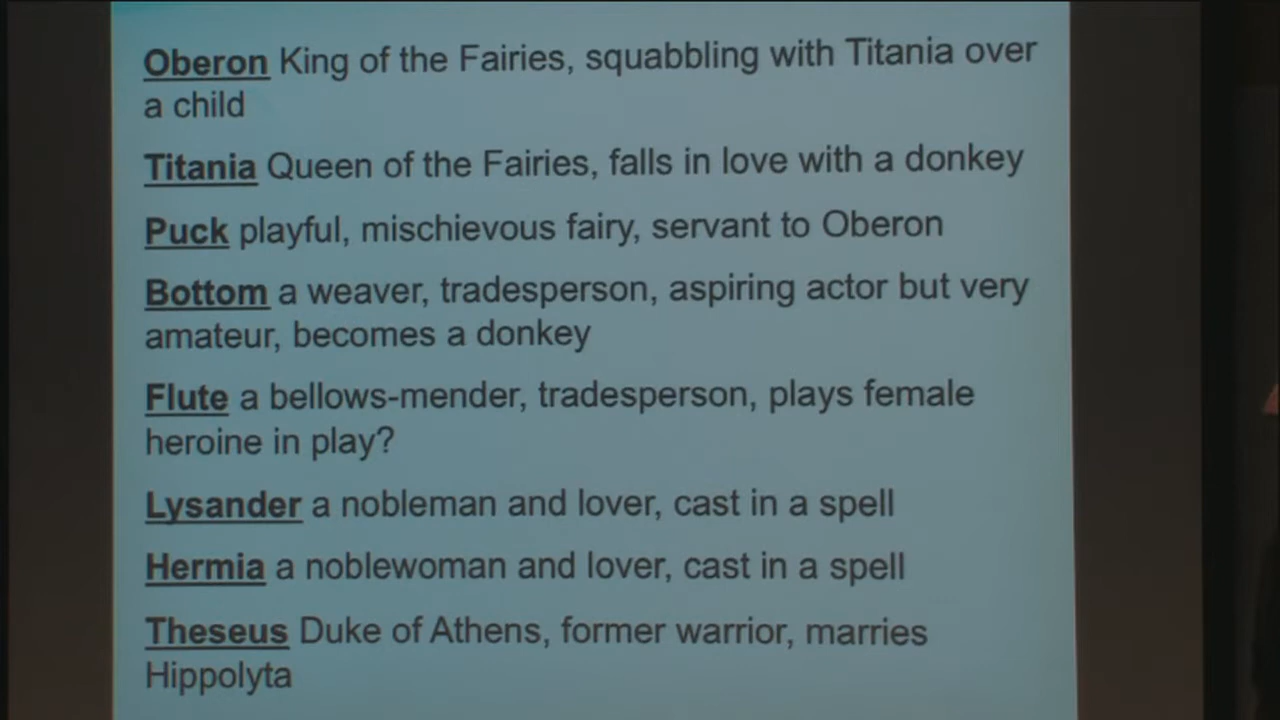 Oberon King of the Fairies, squabbling with Titania over
a child
Titania Queen of the Fairies, falls in love with a donkey
Puck playful, mischievous fairy, servant to Oberon
Bottom a weaver, tradesperson, aspiring actor but very
amateur, becomes a donkey
Flute a bellows-mender, tradesperson, plays female
heroine in play?
Lysander a nobleman and lover, cast in a spell
Hermia a noblewoman and lover, cast in a spell
Theseus Duke of Athens, former warrior, marries
Hippolyta